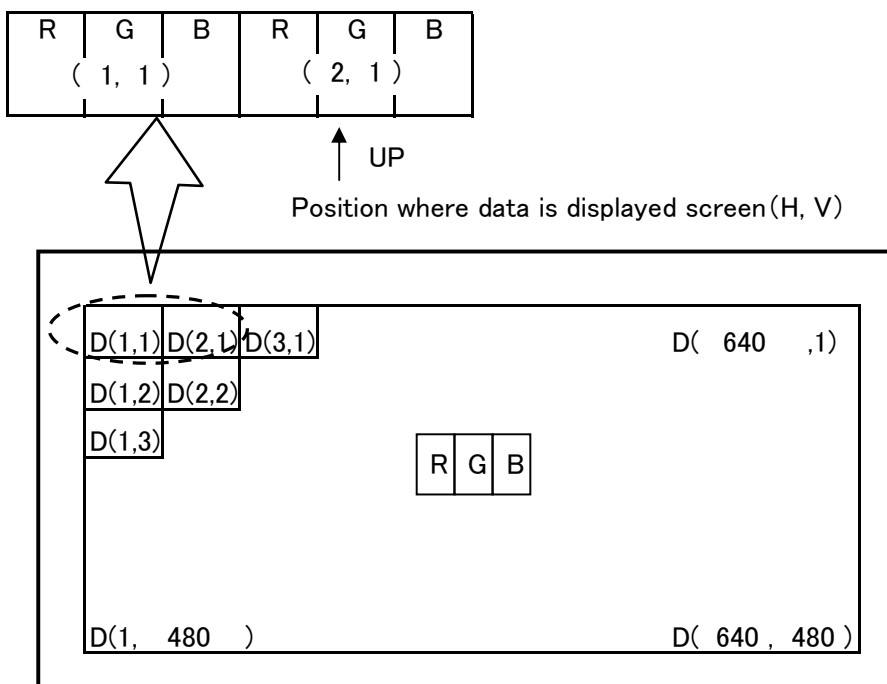 R G B R G B
( 1, 1 ) ( 2, 1 )
UP
Position where data is displayed screen(H, V)
D(1,1) D(2,1) D(3,1) D( 640 ,1)
D(1,2) D(2,2)
D(1,3)
R G B
D(1, 480 ) D( 640 , 480 )